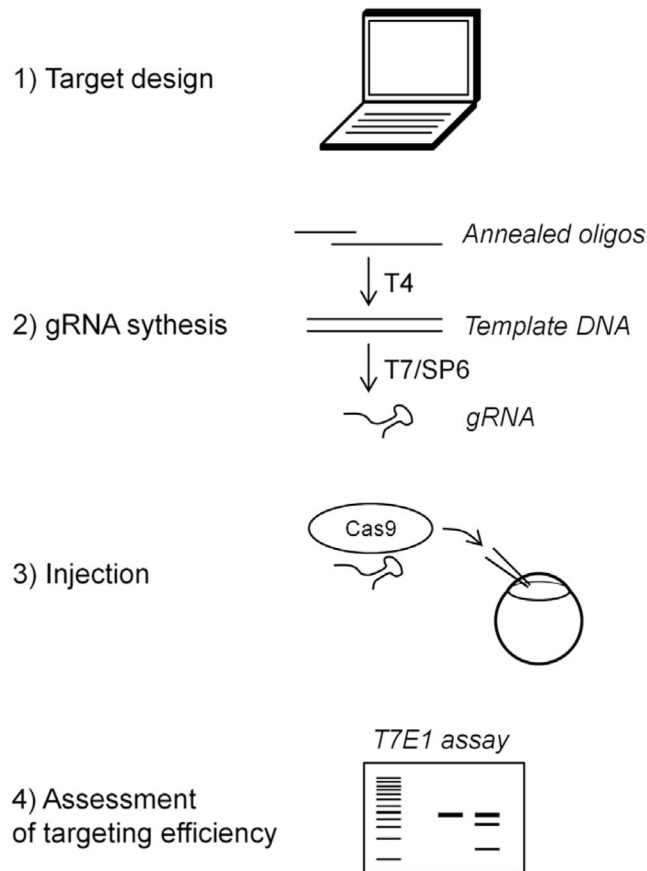 1) Target design
Annealed oligos
T4
2) gRNA sythesis
Template DNA
T7/SP6
gRNA
3) Injection
Cas9
T7E1 assay
4) Assessment
of targeting efficiency